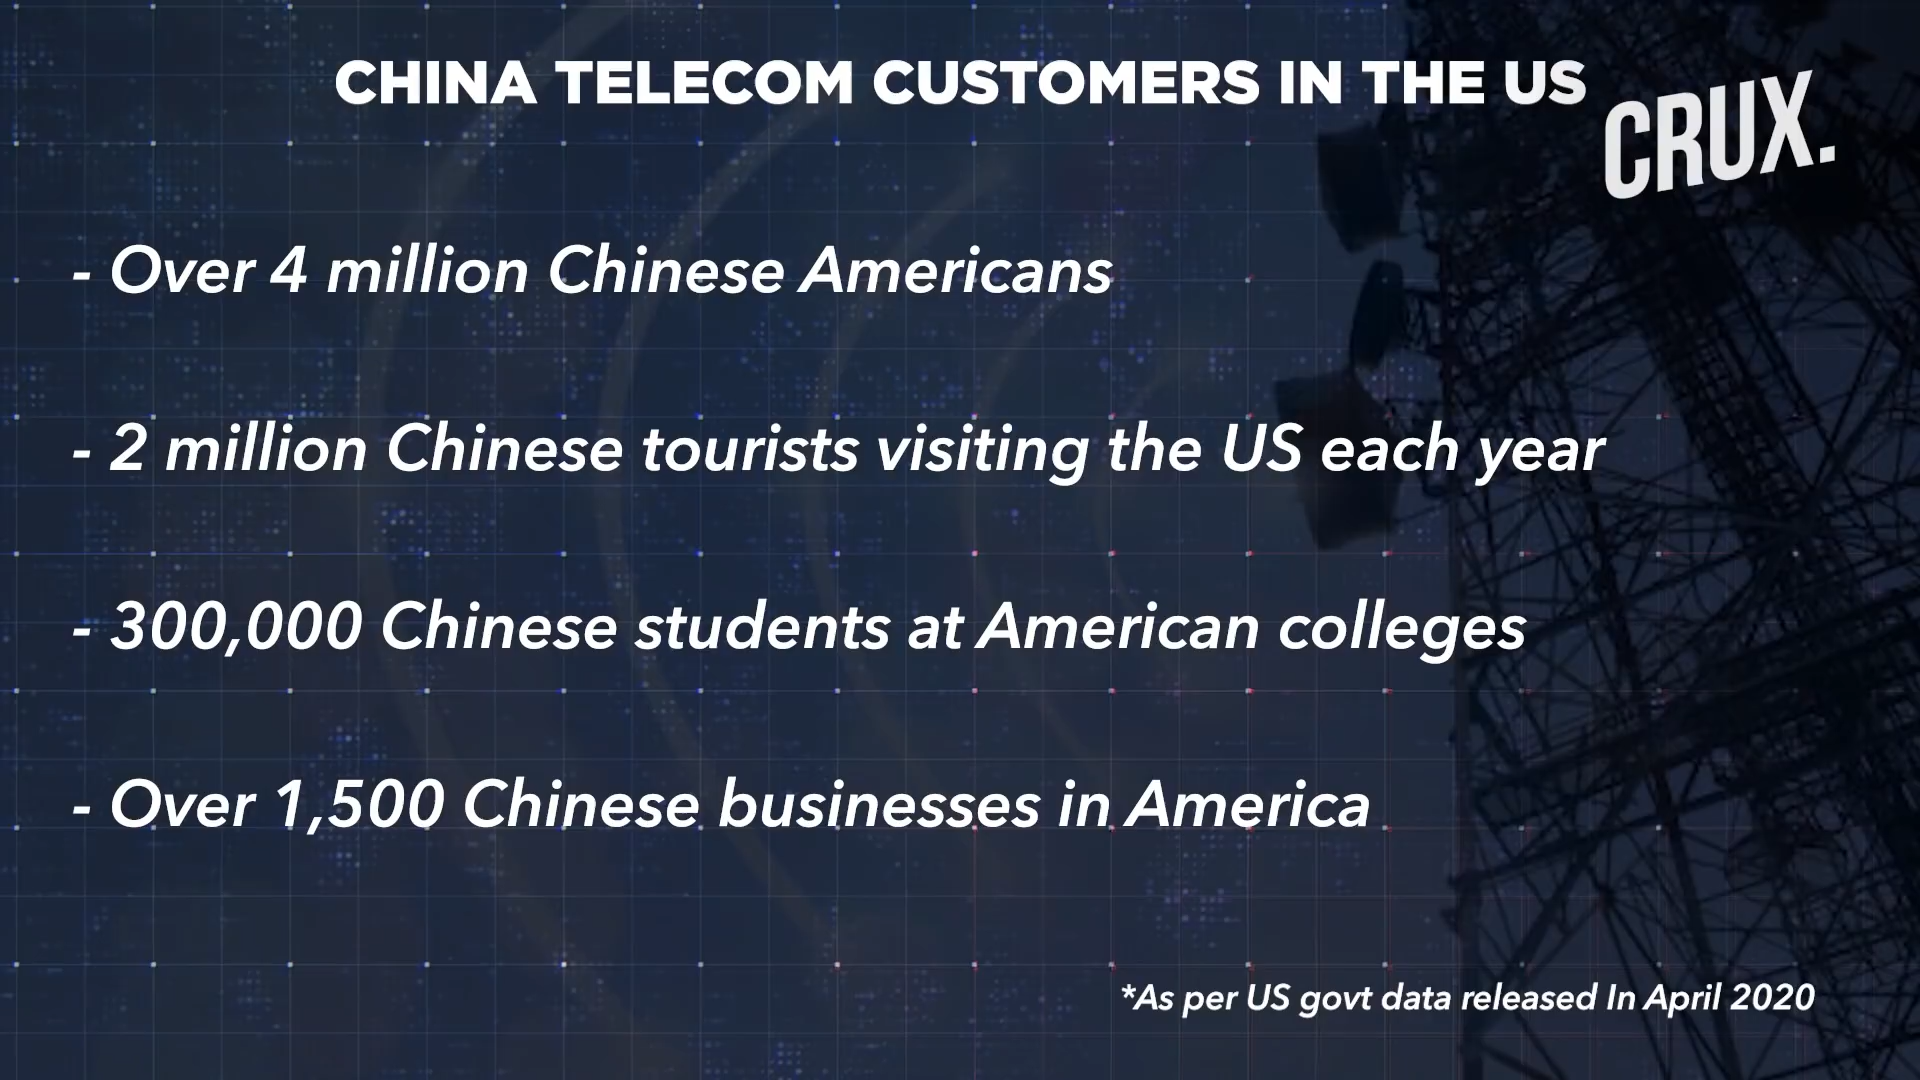 CHINA TELECOM CUSTOMERS IN THE US
CRUX.
- Over 4 million Chinese Americans
- 2 million Chinese tourists visiting the US each year
- 300,000 Chinese students at American colleges
- Over 1,500 Chinese businesses in America
*As per US govt data released In April 2020